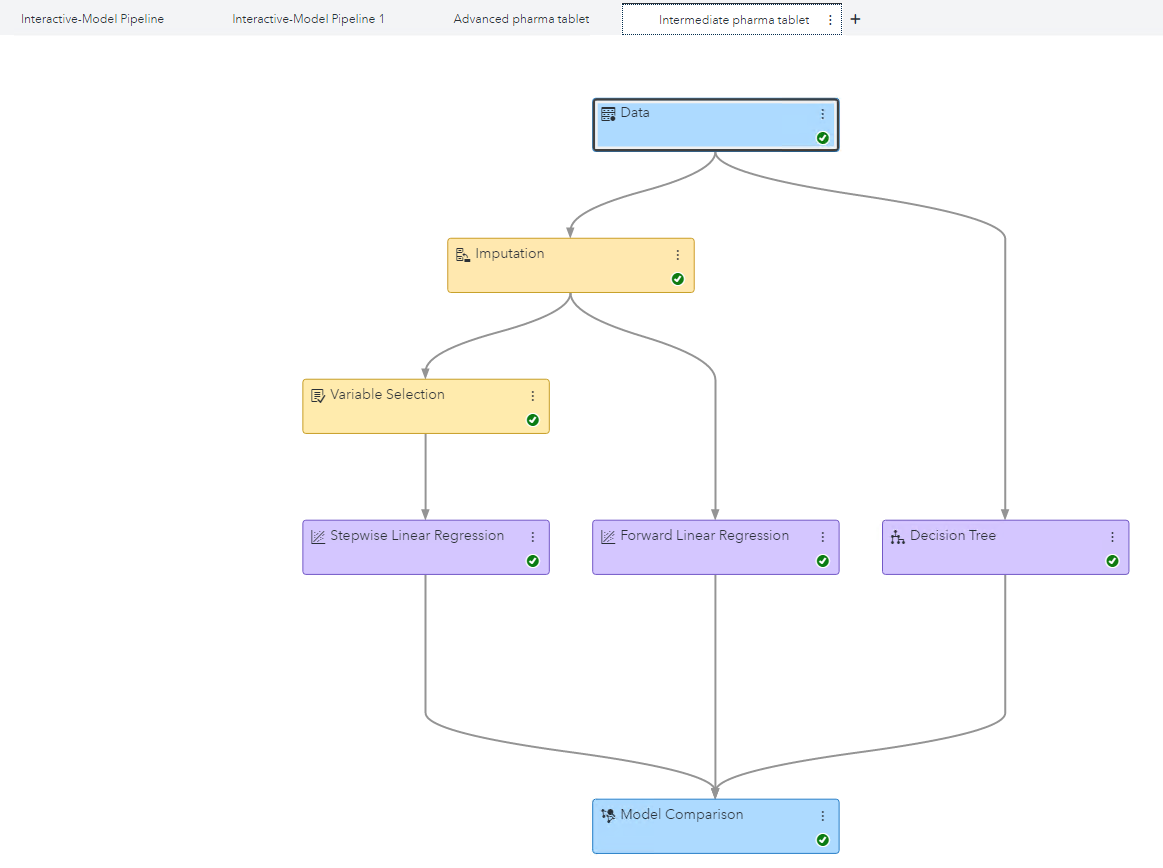 Interactive-Model Pipeline
Interactive-Model Pipeline 1
Advanced pharma tablet
Intermediate pharma tablet
Data
Imputation
Variable Selection
Stepwise Linear Regression
Forward Linear Regression
Decision Tree
Model Comparison